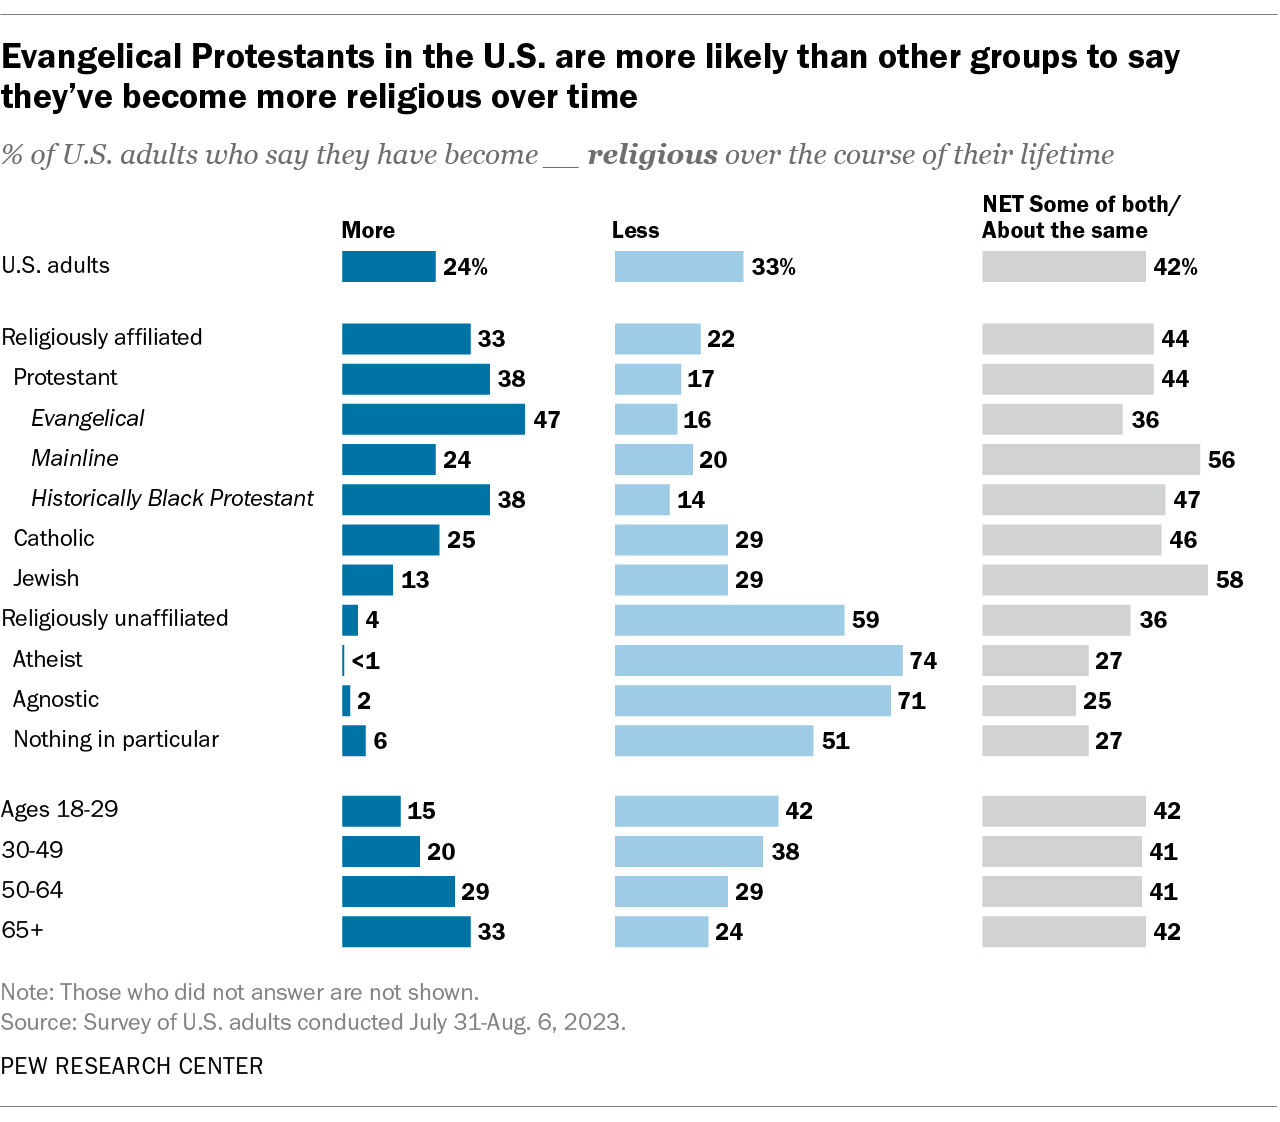 Evangelical Protestants in the U.S. are more likely than other groups to say
they’ve become more religious over time
% of U.S. adults who say they have become __ religious over the course of their lifetime
More Less NET Some of both/
About the same
U.S. adults 24% 33% 42%
Religiously affiliated 33 22 44
Protestant 38 17 44
Evangelical 47 16 36
Mainline 24 20 56
Historically Black Protestant 38 14 47
Catholic 25 29 46
Jewish 13 29 58
Religiously unaffiliated 4 59 36
Atheist <1 74 27
Agnostic 2 71 25
Nothing in particular 6 51 27
Ages 18-29 15 42 42
30-49 20 38 41
50-64 29 29 41
65+ 33 24 42
Note: Those who did not answer are not shown.
Source: Survey of U.S. adults conducted July 31-Aug. 6, 2023.
PEW RESEARCH CENTER